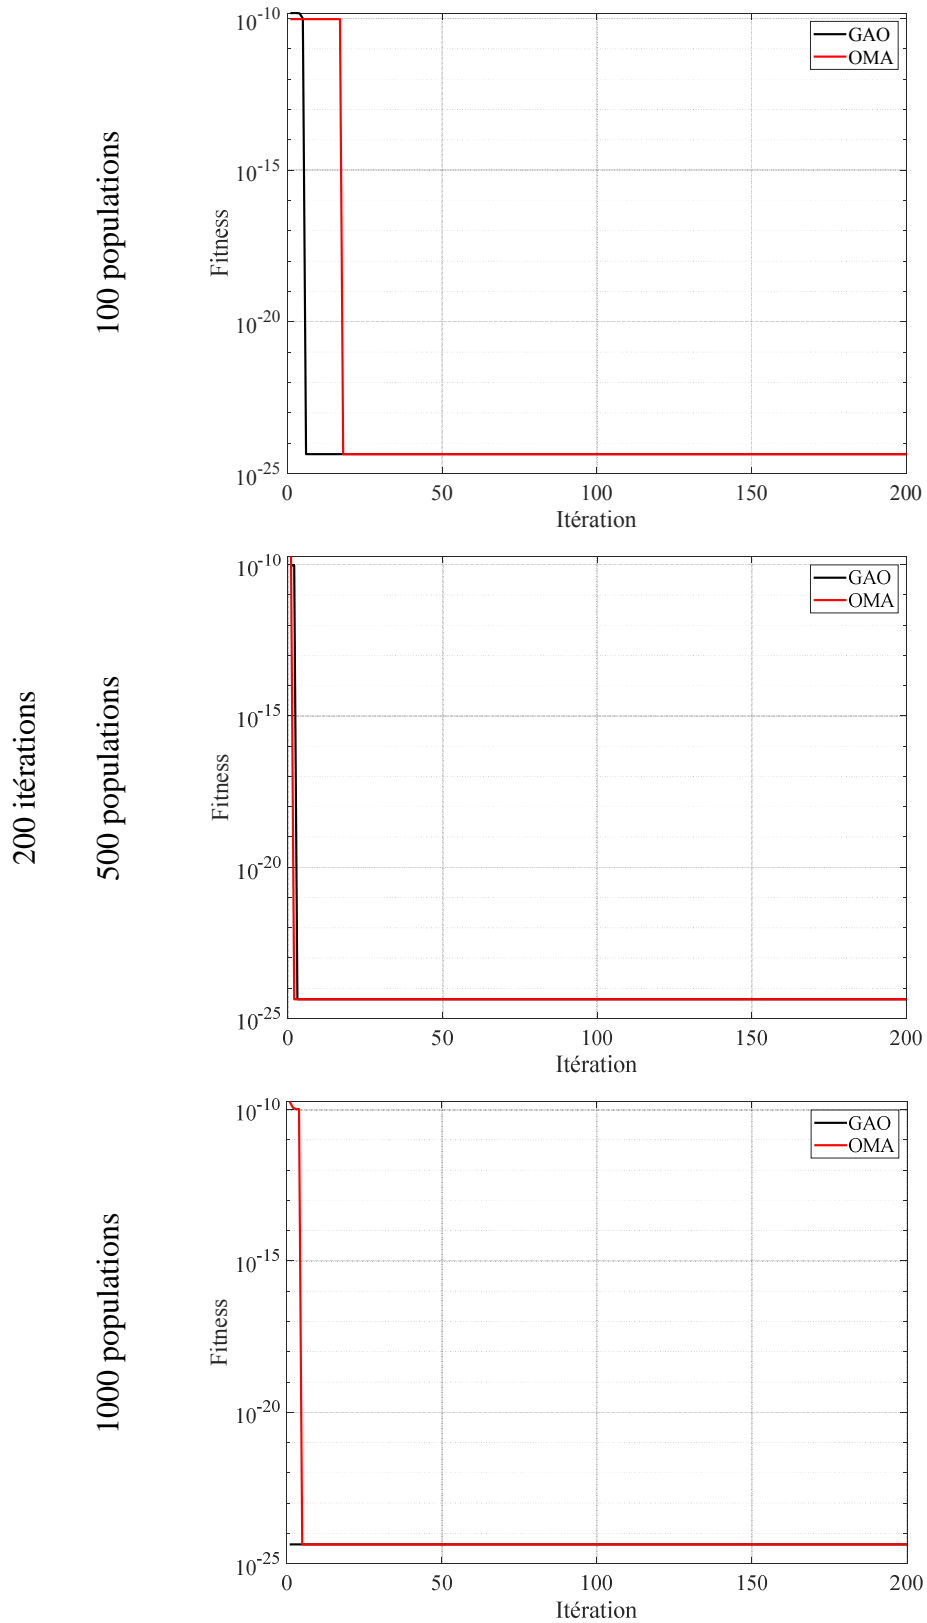 200 itérations
100 populations
10^-10
10^-15
10^-20
10^-25
Fitness
GAO
OMA
0 50 100 150 200
Itération
500 populations
10^-10
10^-15
10^-20
10^-25
Fitness
GAO
OMA
0 50 100 150 200
Itération
1000 populations
10^-10
10^-15
10^-20
10^-25
Fitness
GAO
OMA
0 50 100 150 200
Itération